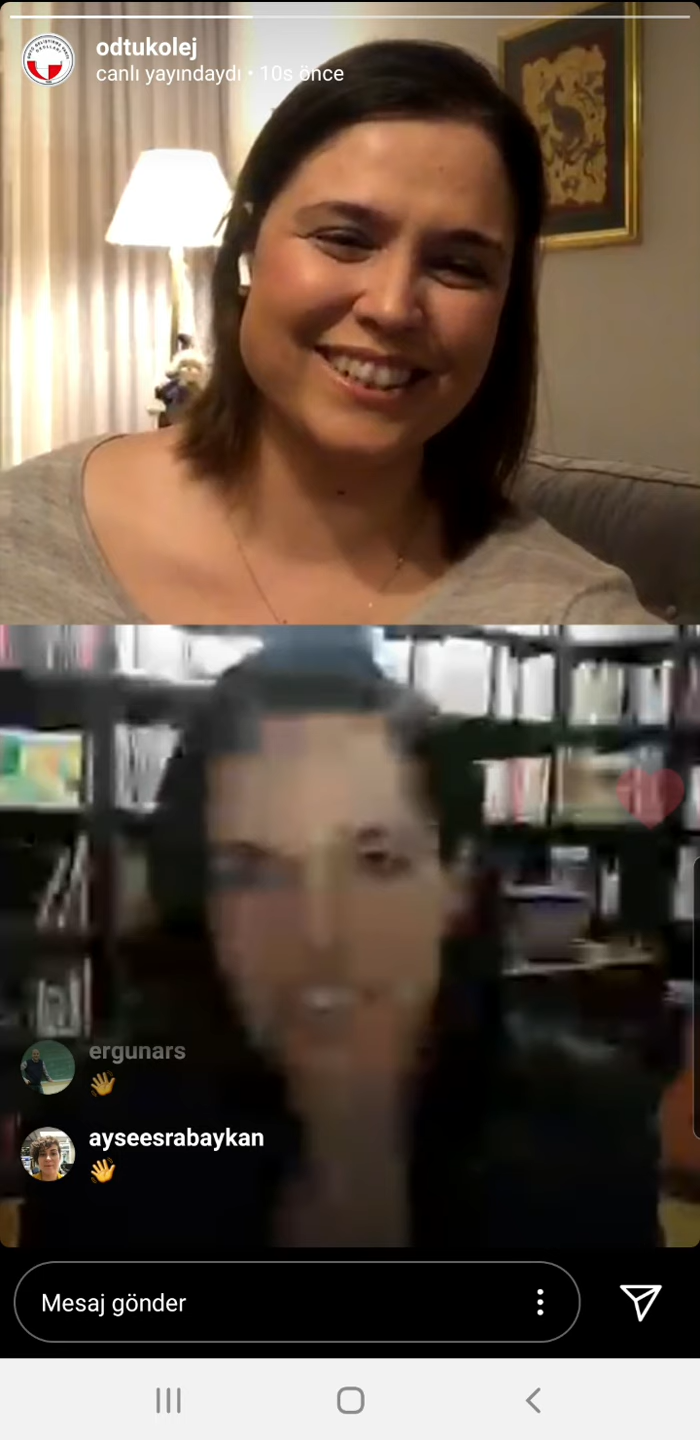 odtukolej
canlı yayındaydı • 10s önce
ergunars
👋
ayseesrabaykan
👋
Mesaj gönder